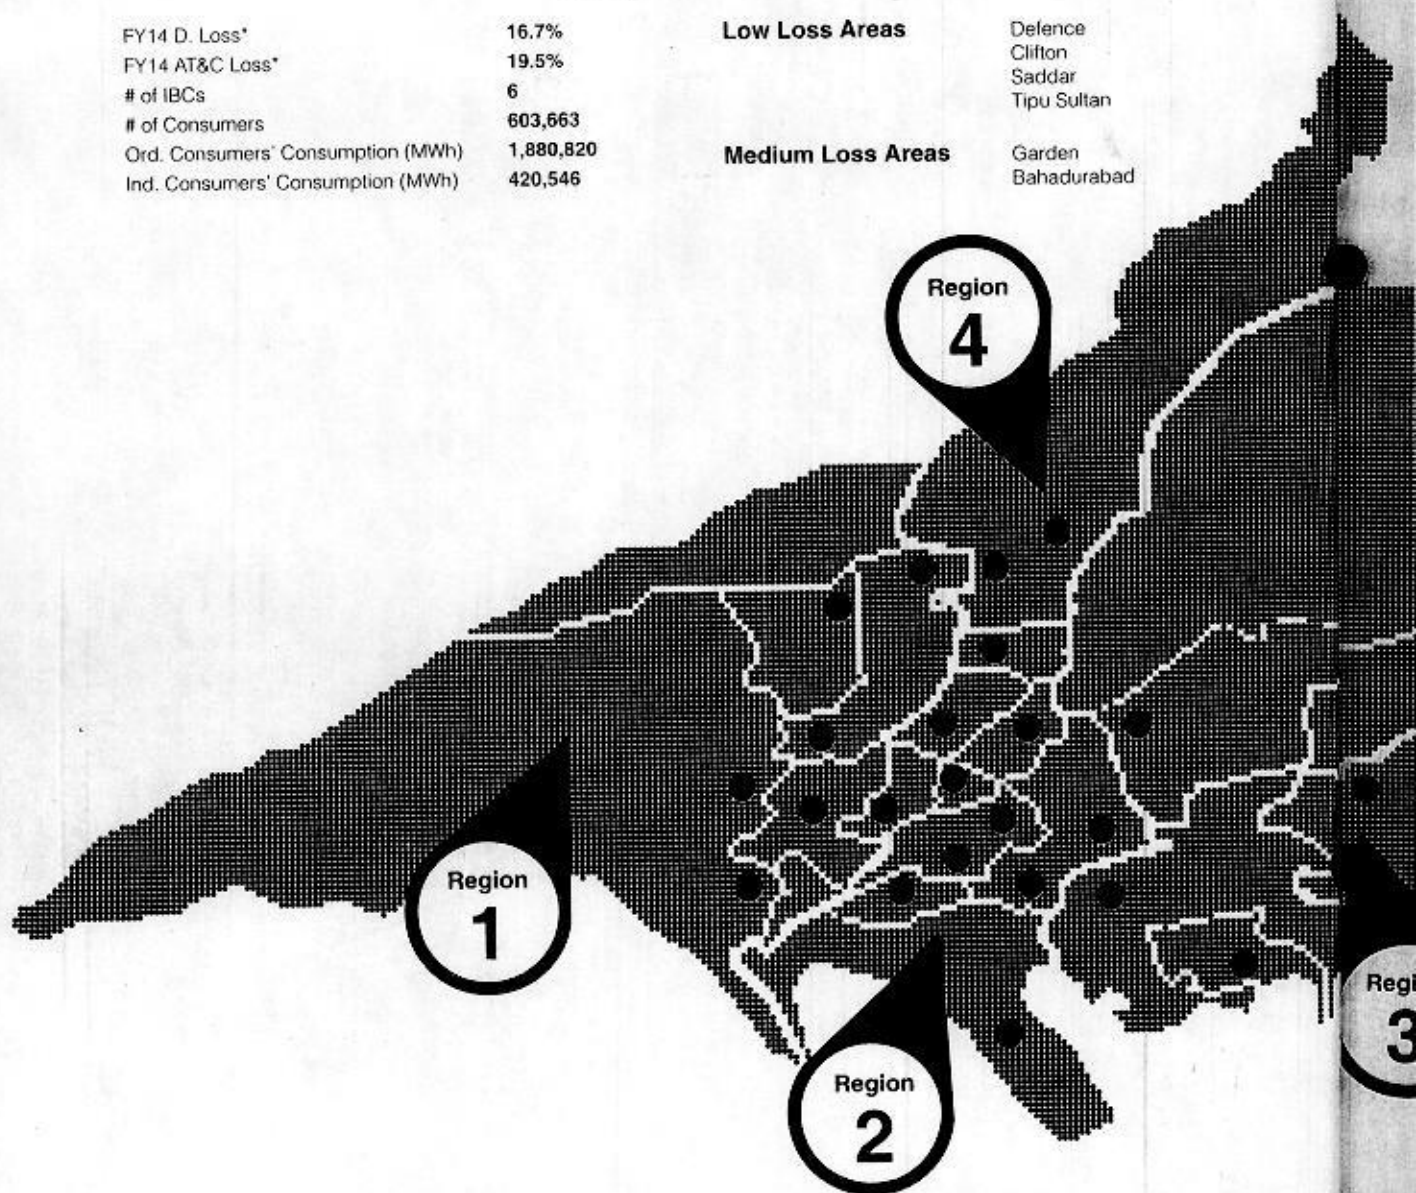 FY14 D. Loss* 16.7%
FY14 AT&C Loss* 19.5%
# of IBCs 6
# of Consumers 603,663
Ord. Consumers' Consumption (MWh) 1,880,820
Ind. Consumers' Consumption (MWh) 420,546
Low Loss Areas Defence
Clifton
Saddar
Tipu Sultan
Medium Loss Areas Garden
Bahadurabad
Region
4
Region
1
Regi
3
Region
2